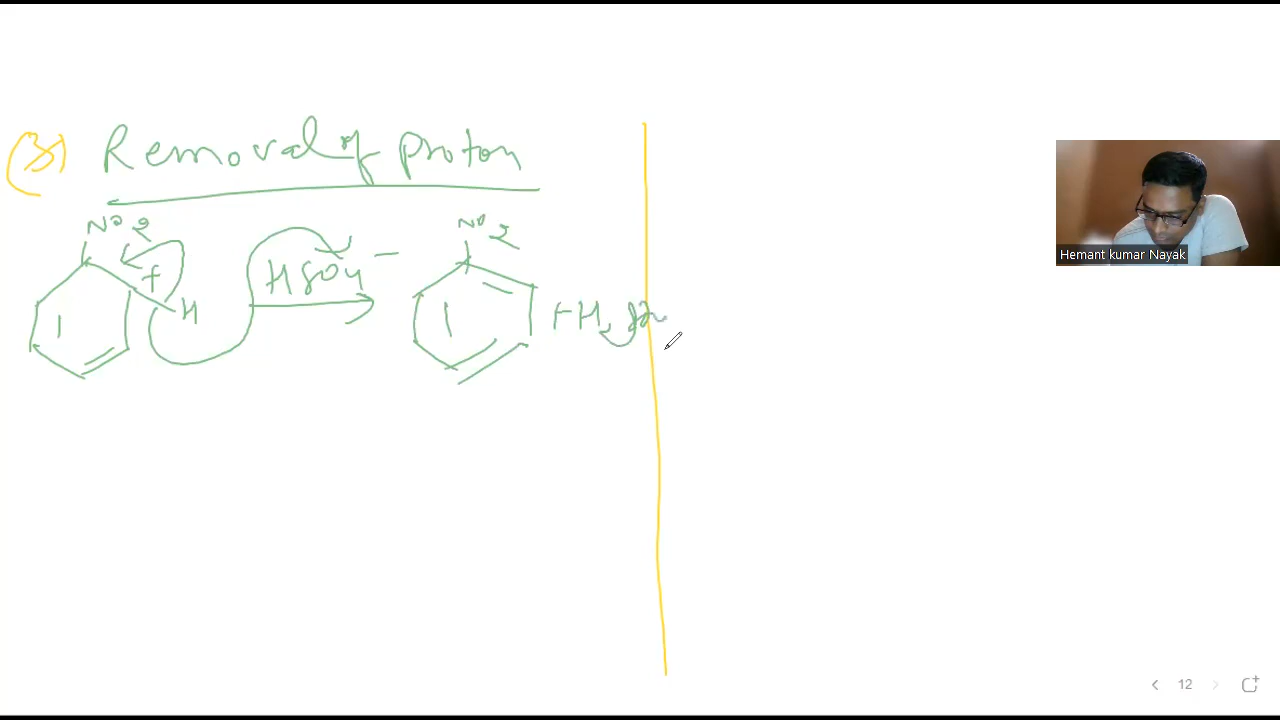 (3) Removal of proton
NO2 NO2
+ H HSO4− + H2SO4
Hemant kumar Nayak
12